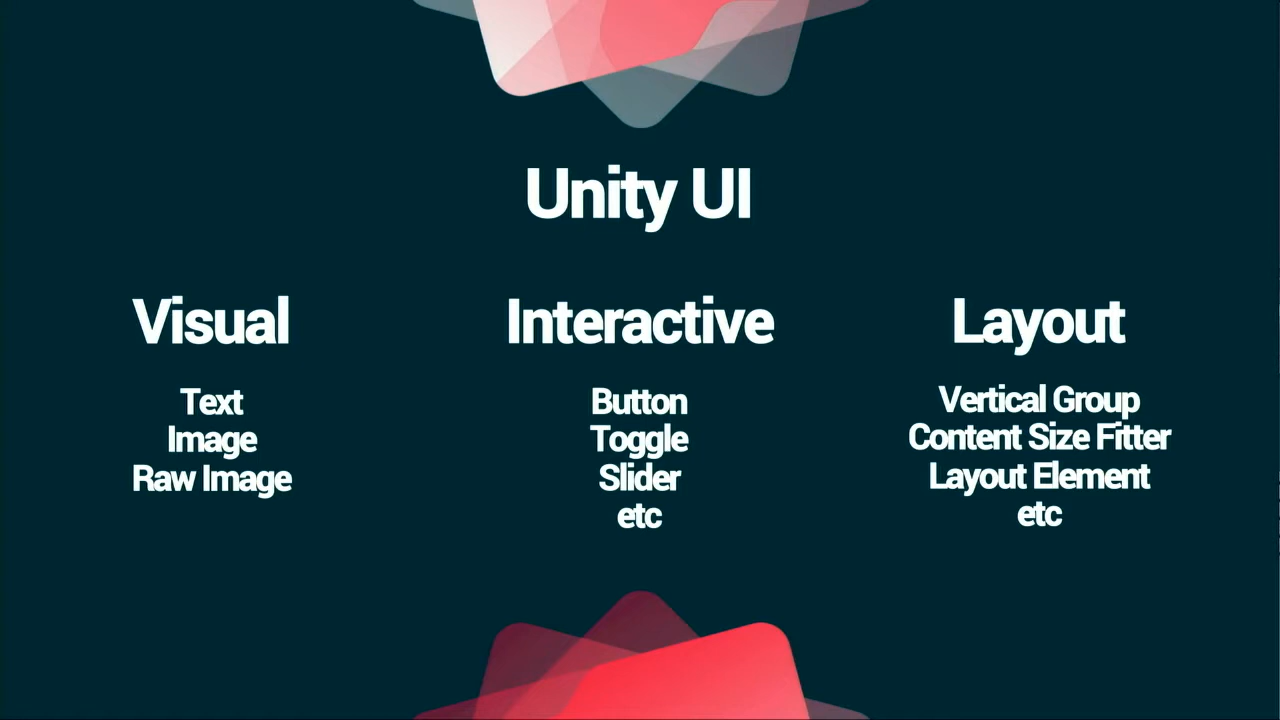 Unity UI
Visual
Text
Image
Raw Image
Interactive
Button
Toggle
Slider
etc
Layout
Vertical Group
Content Size Fitter
Layout Element
etc